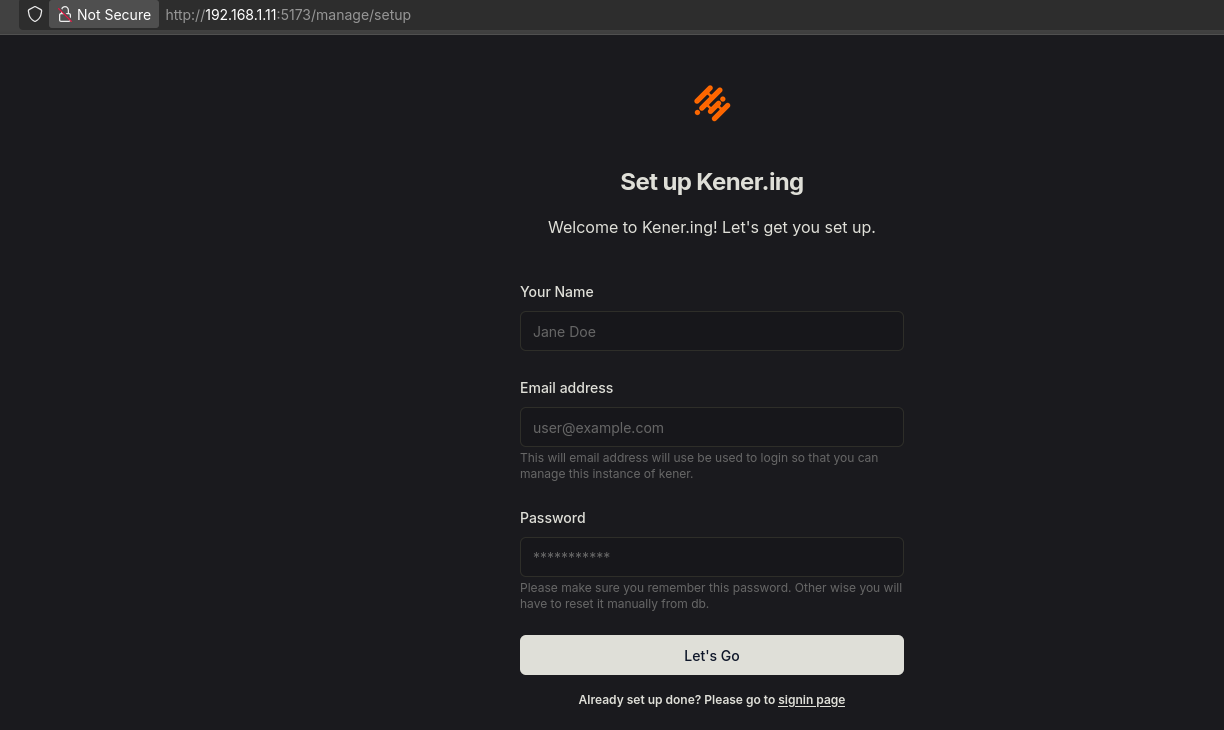 Not Secure http://192.168.1.11:5173/manage/setup
Set up Kener.ing
Welcome to Kener.ing! Let's get you set up.
Your Name
Jane Doe
Email address
user@example.com
This will email address will use be used to login so that you can
manage this instance of kener.
Password
***********
Please make sure you remember this password. Other wise you will
have to reset it manually from db.
Let's Go
Already set up done? Please go to signin page